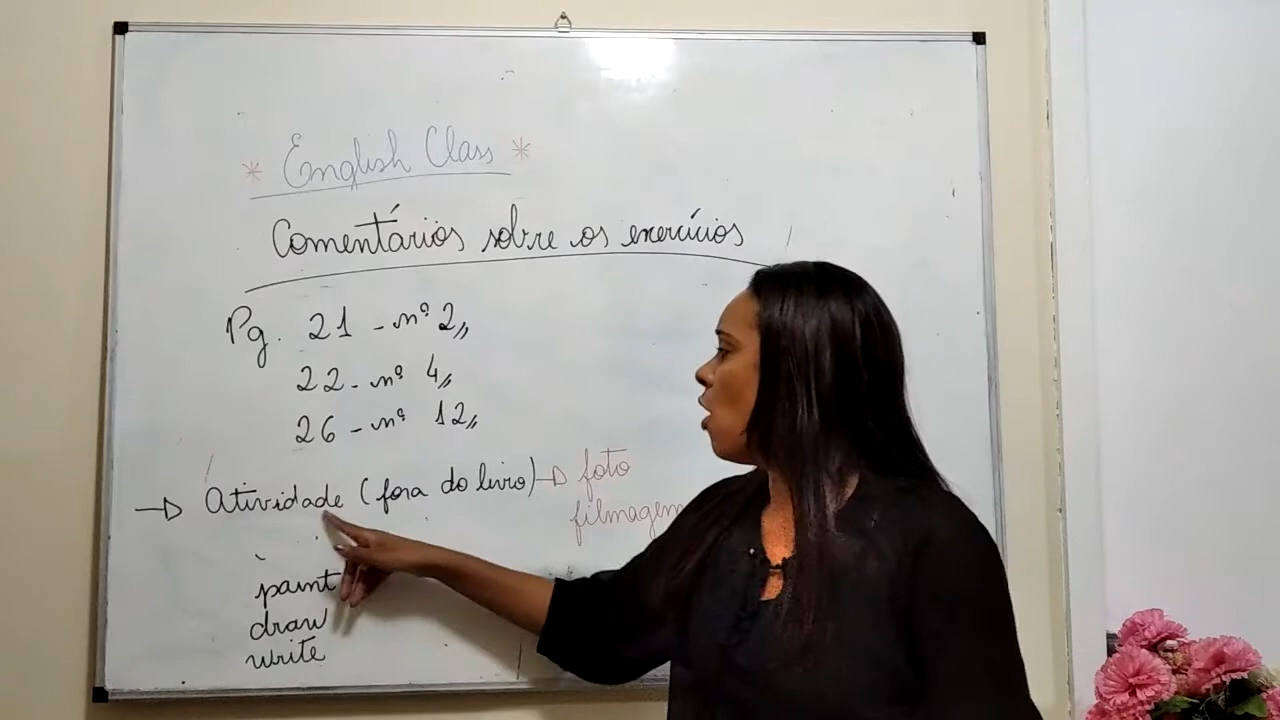 * English Class *
Comentários sobre os exercícios
Pg. 21 - nº 2,,
22 - nº 4,,
26 - nº 12,,
→ Atividade (fora do livro) → foto
filmagem
paint
draw
write